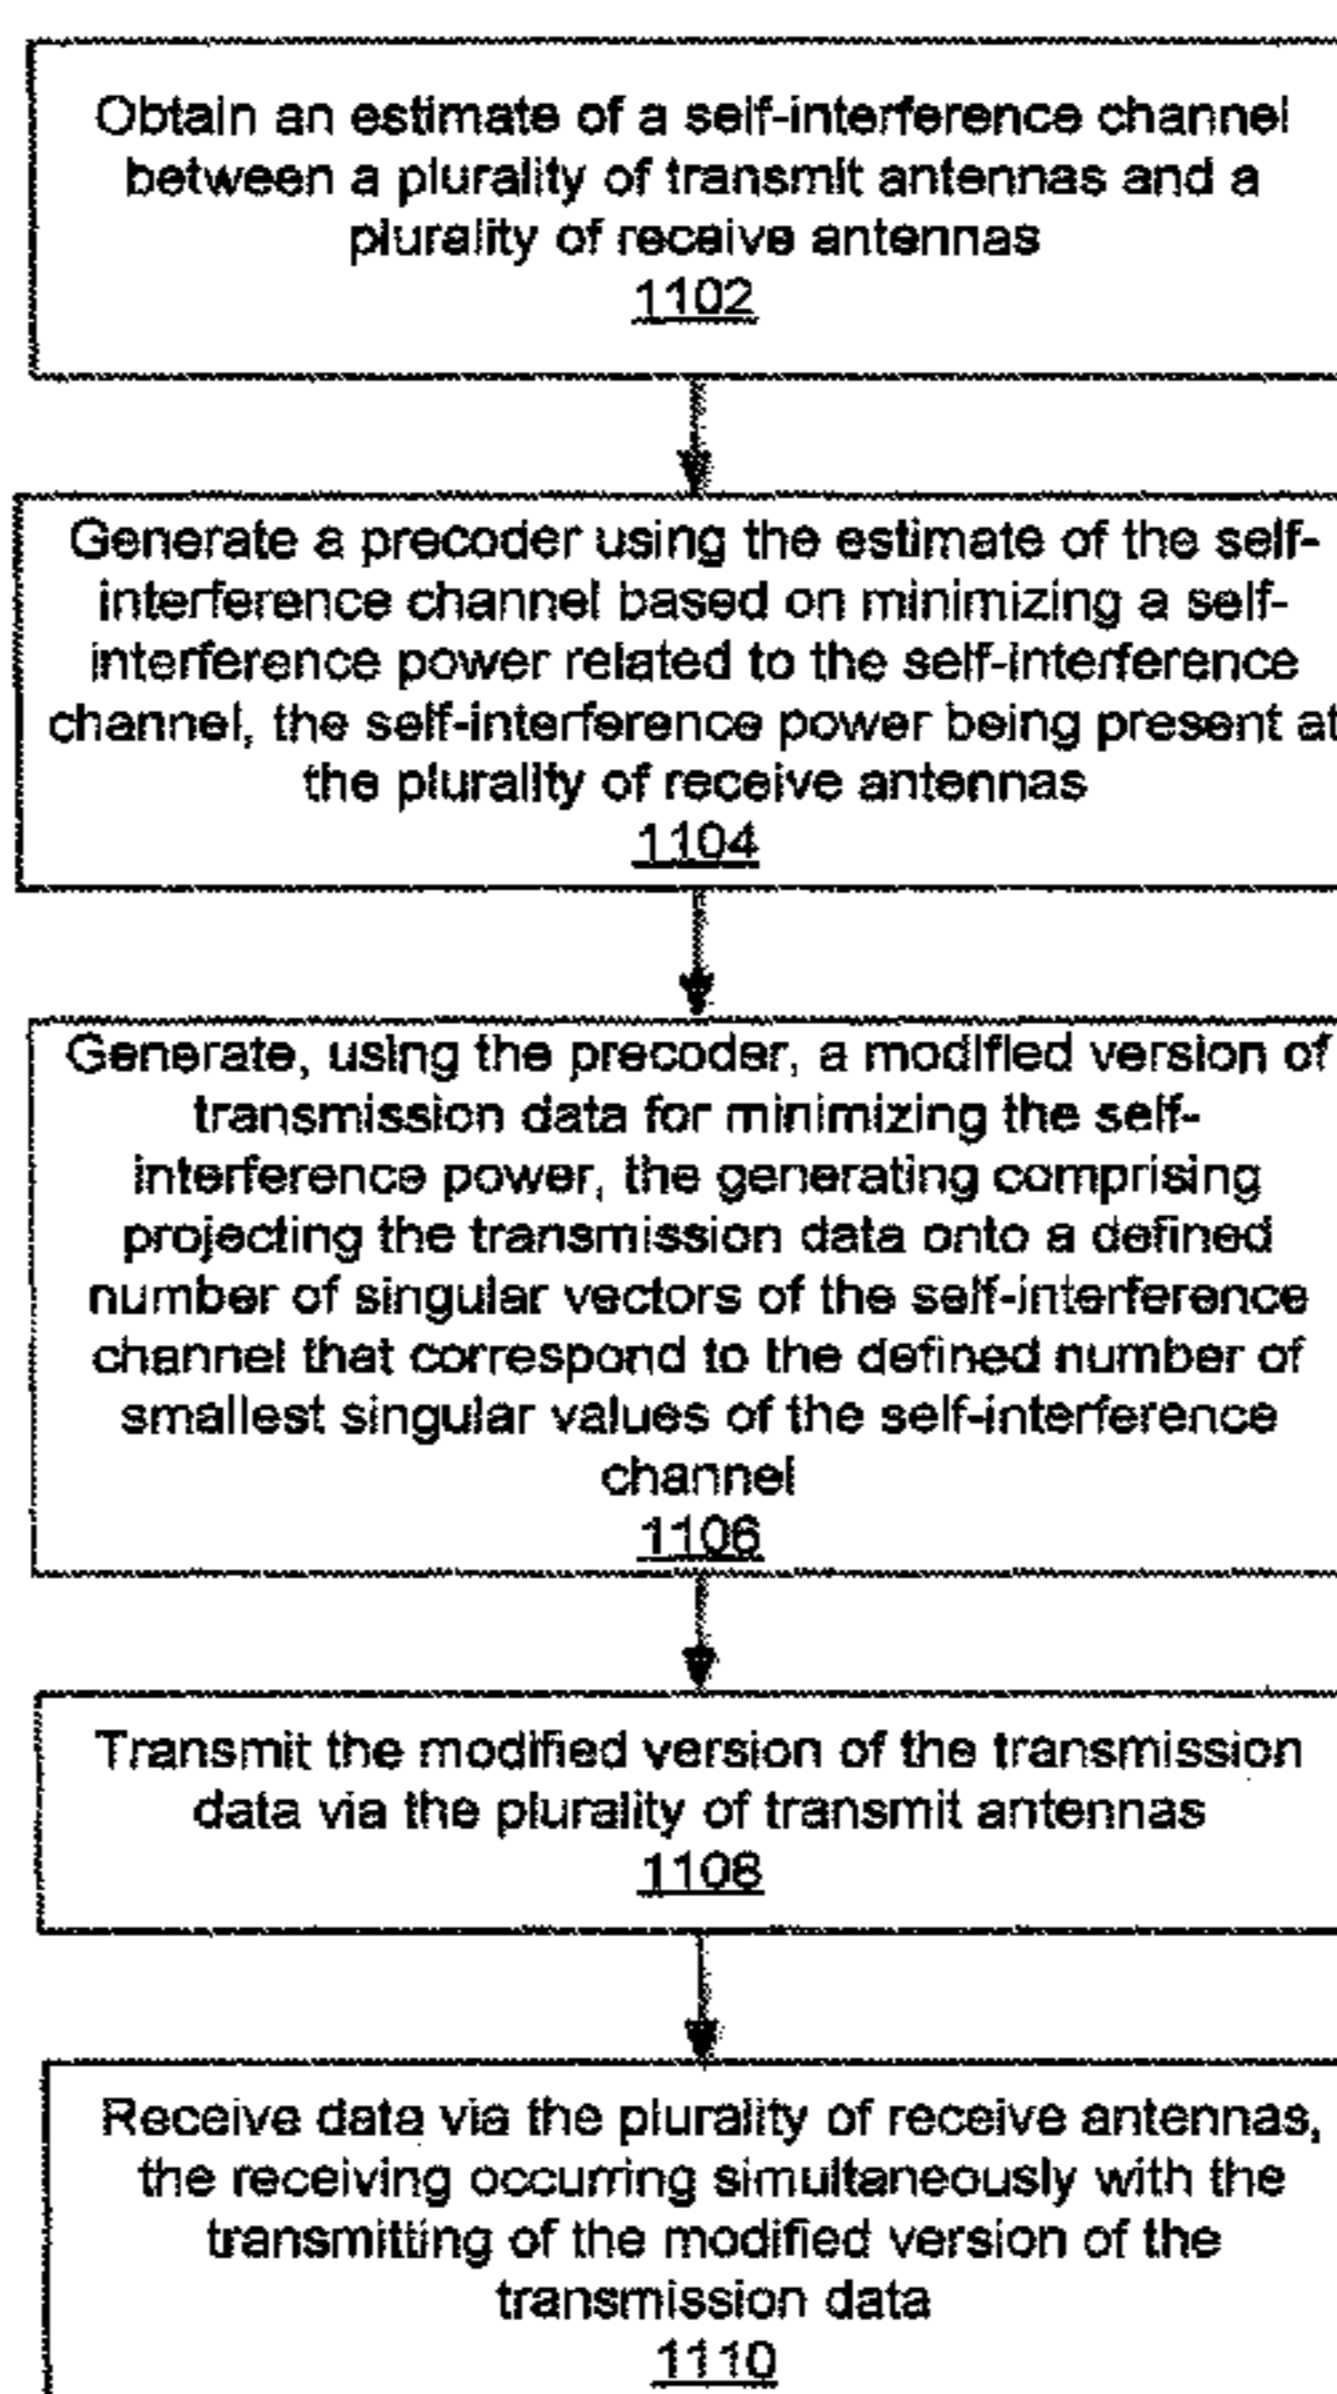 Obtain an estimate of a self-interference channel
between a plurality of transmit antennas and a
plurality of receive antennas
1102
Generate a precoder using the estimate of the self-
interference channel based on minimizing a self-
interference power related to the self-interference
channel, the self-interference power being present at
the plurality of receive antennas
1104
Generate, using the precoder, a modified version of
transmission data for minimizing the self-
interference power, the generating comprising
projecting the transmission data onto a defined
number of singular vectors of the self-interference
channel that correspond to the defined number of
smallest singular values of the self-interference
channel
1106
Transmit the modified version of the transmission
data via the plurality of transmit antennas
1108
Receive data via the plurality of receive antennas,
the receiving occurring simultaneously with the
transmitting of the modified version of the
transmission data
1110